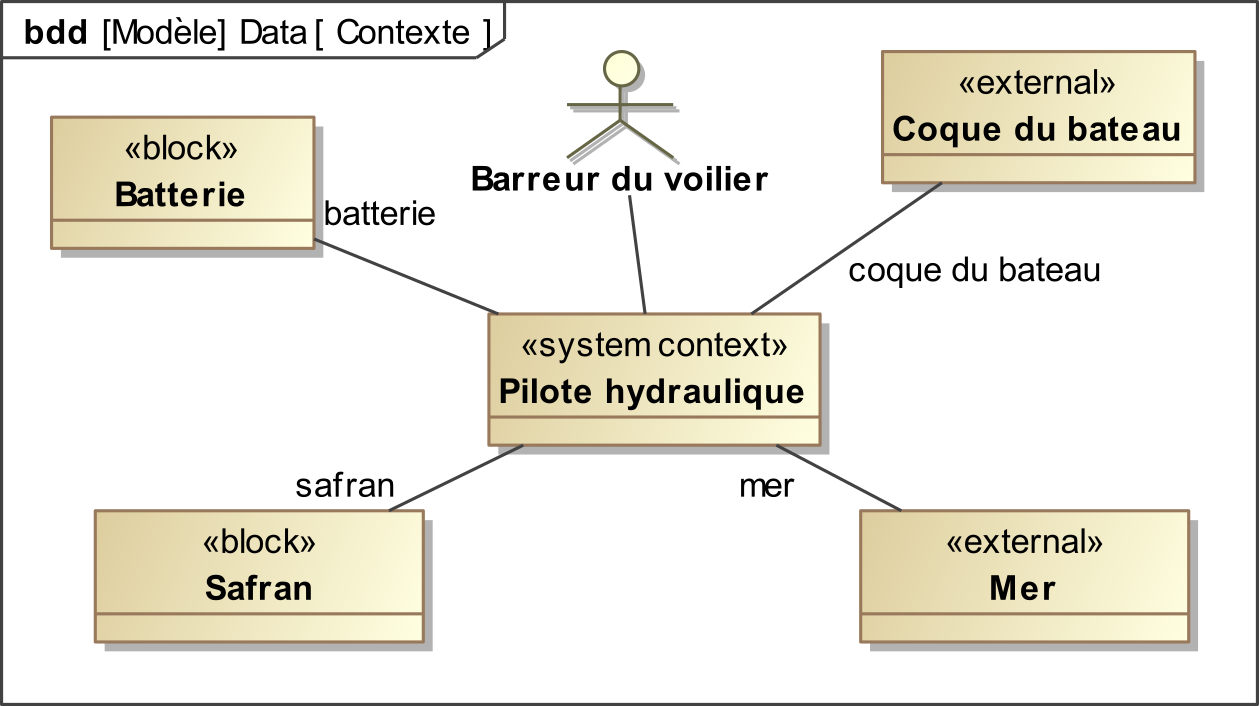 bdd [Modèle] Data [ Contexte ]
«block»
Batterie
batterie
Barreur du voilier
«external»
Coque du bateau
coque du bateau
«system context»
Pilote hydraulique
safran
mer
«block»
Safran
«external»
Mer